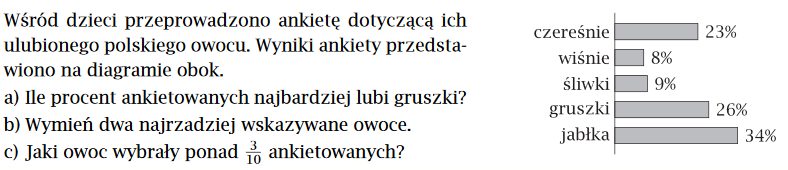 Wśród dzieci przeprowadzono ankietę dotyczącą ich
ulubionego polskiego owocu. Wyniki ankiety przedsta-
wiono na diagramie obok.
a) Ile procent ankietowanych najbardziej lubi gruszki?
b) Wymień dwa najrzadziej wskazywane owoce.
c) Jaki owoc wybrały ponad 3/10 ankietowanych?
czereśnie 23%
wiśnie 8%
śliwki 9%
gruszki 26%
jabłka 34%